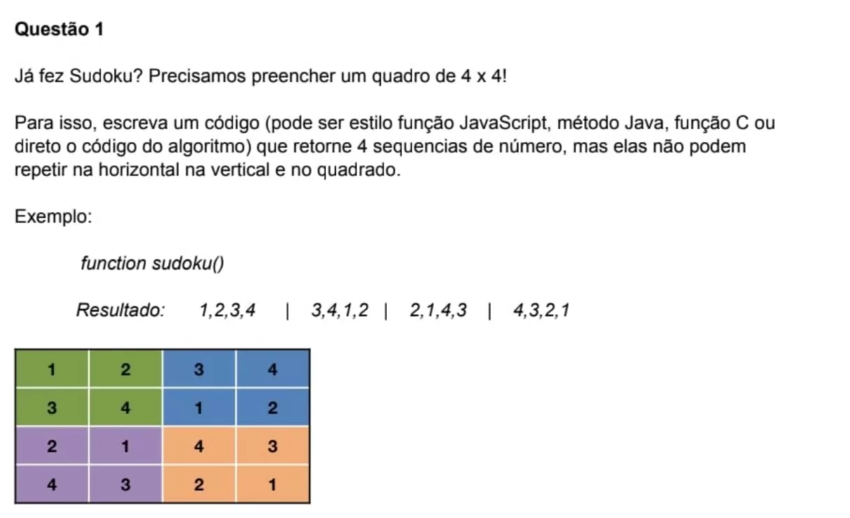 Questão 1
Já fez Sudoku? Precisamos preencher um quadro de 4 x 4!
Para isso, escreva um código (pode ser estilo função JavaScript, método Java, função C ou
direto o código do algoritmo) que retorne 4 sequencias de número, mas elas não podem
repetir na horizontal na vertical e no quadrado.
Exemplo:
function sudoku()
Resultado: 1,2,3,4 | 3,4,1,2 | 2,1,4,3 | 4,3,2,1
1 2 3 4
3 4 1 2
2 1 4 3
4 3 2 1